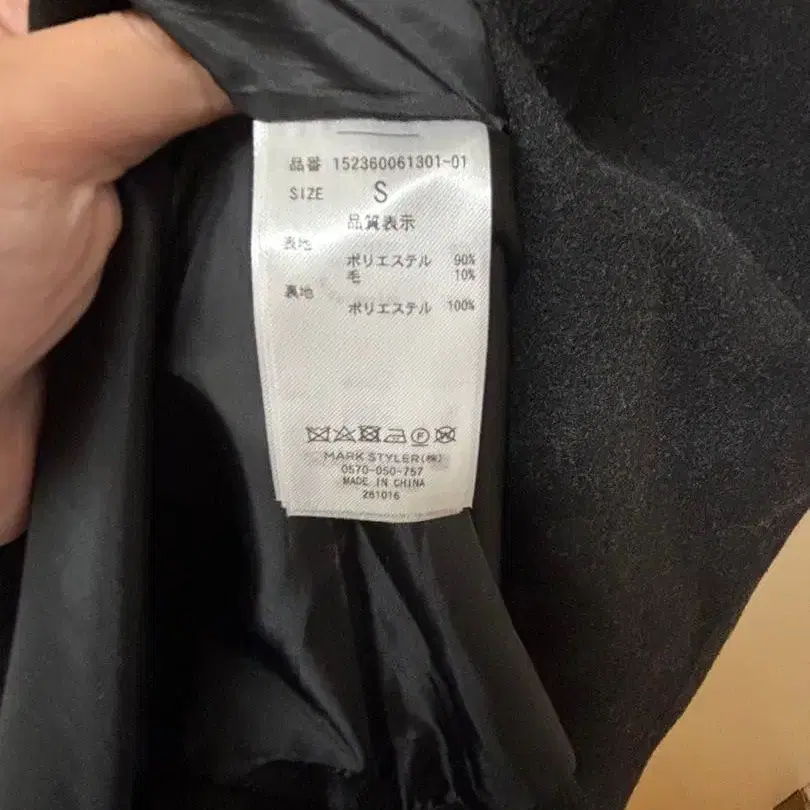 品番 152360061301-01
SIZE S
品質表示
表地
ポリエステル 90%
毛 10%
裏地
ポリエステル 100%
MARK STYLER(株)
0570-050-757
MADE IN CHINA
281016